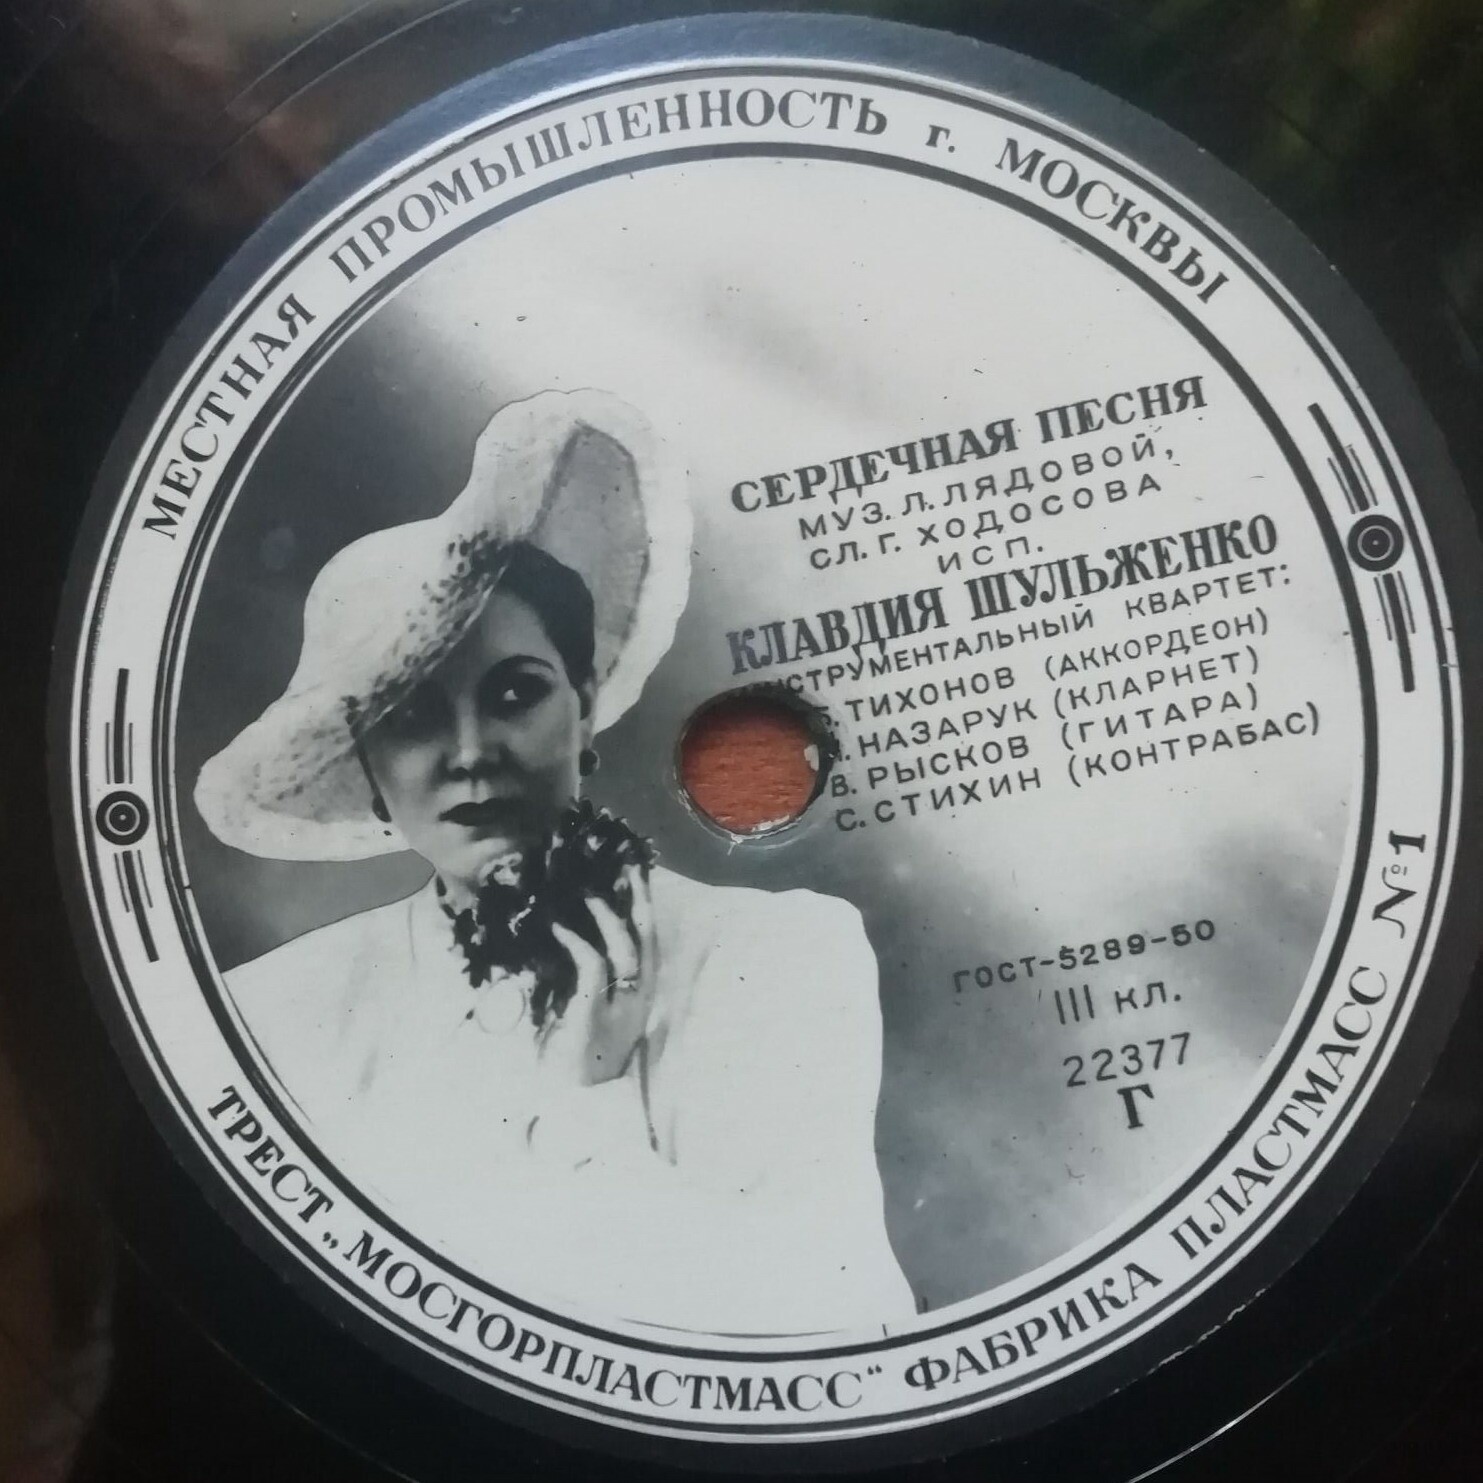 МЕСТНАЯ ПРОМЫШЛЕННОСТЬ г. МОСКВЫ
СЕРДЕЧНАЯ ПЕСНЯ
МУЗ. Л. ЛЯДОВОЙ,
СЛ. Г. ХОДОСОВА
ИСП.
КЛАВДИЯ ШУЛЬЖЕНКО
КВАРТЕТ:
ТИХОНОВ (АККОРДЕОН)
НАЗАРУК (КЛАРНЕТ)
В. РЫСКОВ (ГИТАРА)
С. СТИХИН (КОНТРАБАС)
ГОСТ-5289-50
III КЛ.
22377
Г
ТРЕСТ „МОСГОРПЛАСТМАСС“ ФАБРИКА ПЛАСТМАСС №1